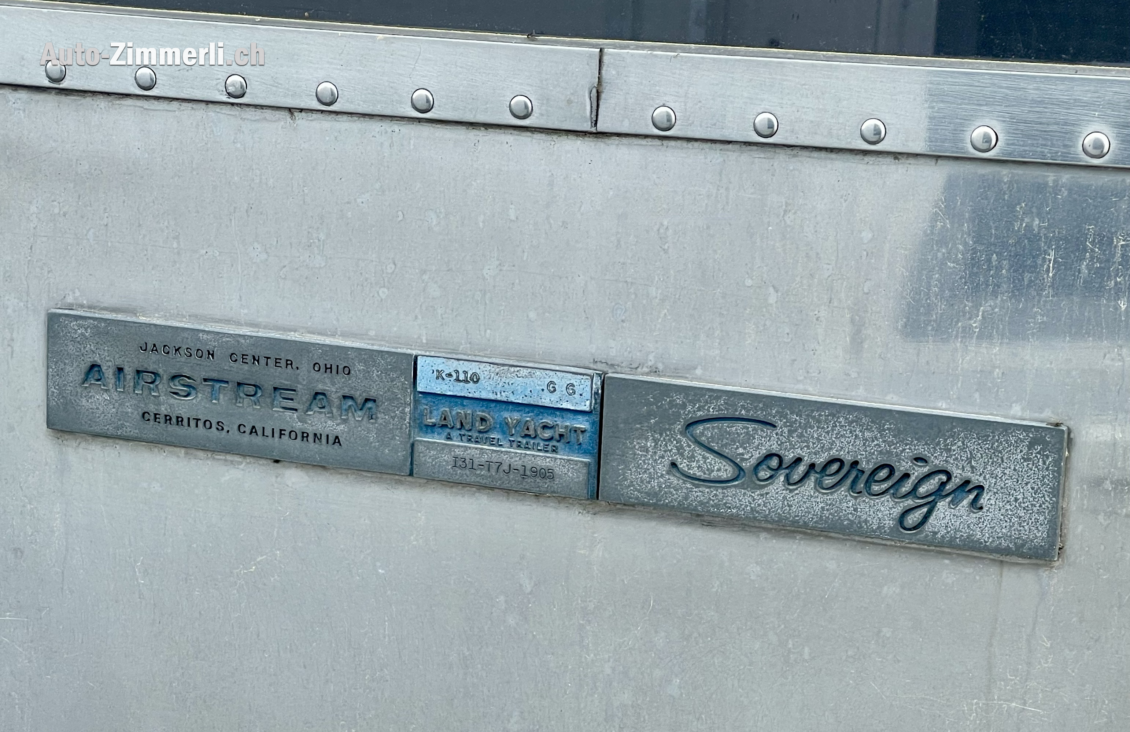 Auto-Zimmerli.ch
JACKSON CENTER, OHIO
AIRSTREAM
CERRITOS, CALIFORNIA
K-110 G G
LAND YACHT
A TRAVEL TRAILER
I31-T7J-1905
Sovereign